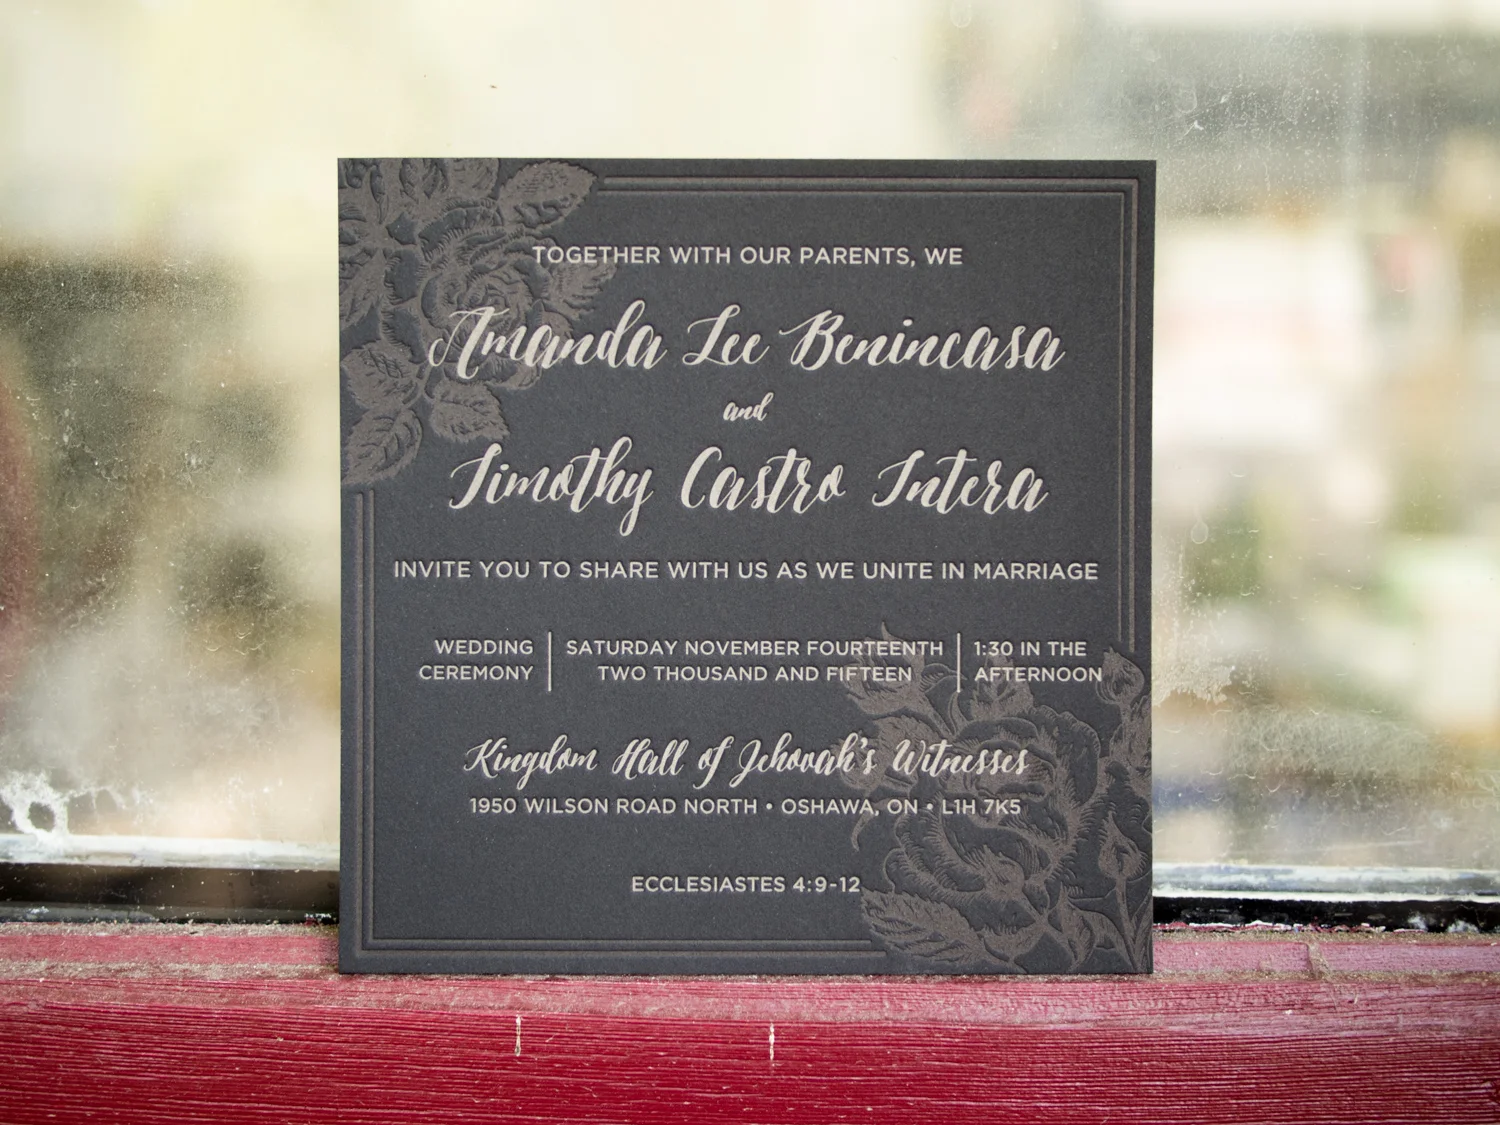 TOGETHER WITH OUR PARENTS, WE
Amanda Lee Benincasa
and
Timothy Castro Intera
INVITE YOU TO SHARE WITH US AS WE UNITE IN MARRIAGE
WEDDING
CEREMONY
SATURDAY NOVEMBER FOURTEENTH
TWO THOUSAND AND FIFTEEN
1:30 IN THE
AFTERNOON
Kingdom Hall of Jehovah's Witnesses
1950 WILSON ROAD NORTH • OSHAWA, ON • L1H 7K5
ECCLESIASTES 4:9-12